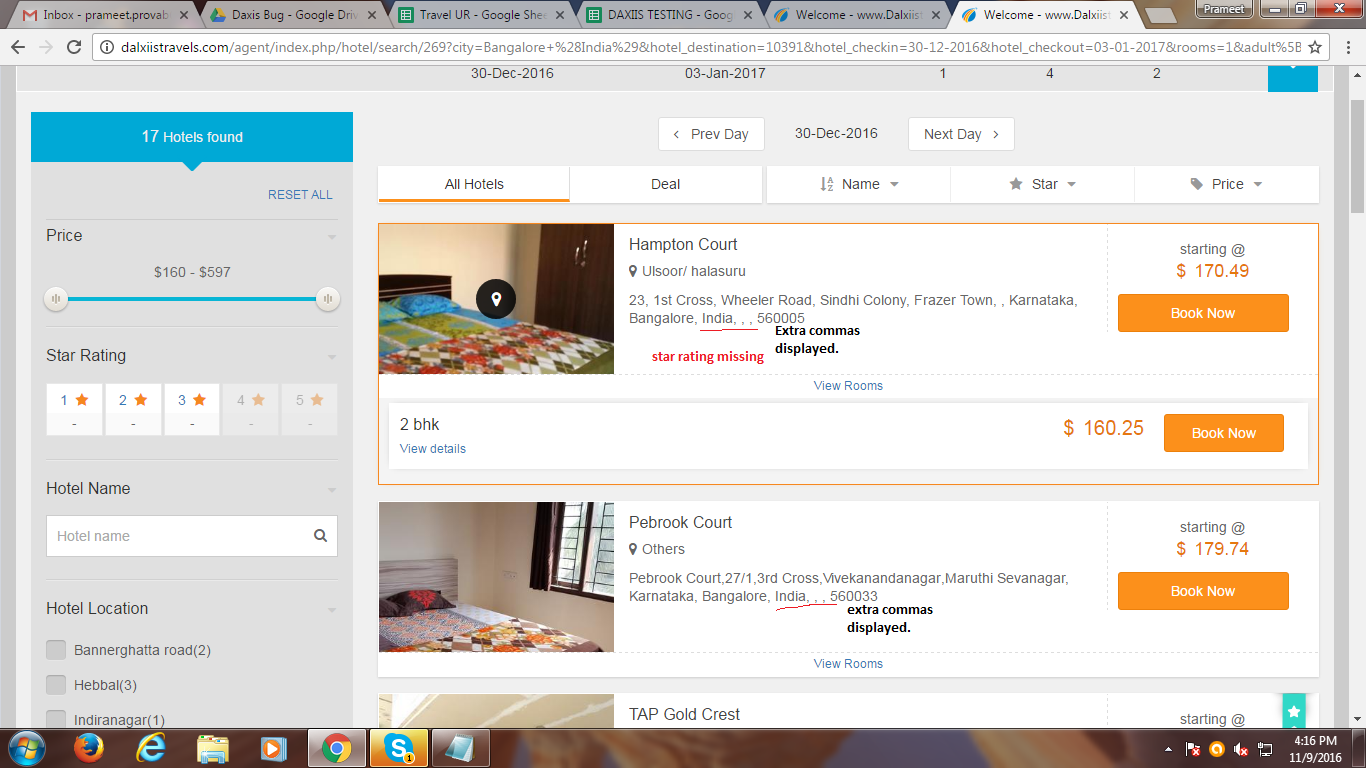 Prameet
Inbox - prameet.provab
Daxis Bug - Google Driv
Travel UR - Google Shee
DAXIIS TESTING - Goog
Welcome - www.Dalxiist
Welcome - www.Dalxiist
dalxiistravels.com/agent/index.php/hotel/search/269?city=Bangalore+%28India%29&hotel_destination=10391&hotel_checkin=30-12-2016&hotel_checkout=03-01-2017&rooms=1&adult%5B
30-Dec-2016 03-Jan-2017 1 4 2
17 Hotels found
RESET ALL
Price
$160 - $597
Star Rating
1 2 3 4 5
- - - - -
Hotel Name
Hotel name
Hotel Location
Bannerghatta road(2)
Hebbal(3)
Indiranagar(1)
Prev Day 30-Dec-2016 Next Day
All Hotels Deal Name Star Price
Hampton Court
Ulsoor/ halasuru
23, 1st Cross, Wheeler Road, Sindhi Colony, Frazer Town, , Karnataka,
Bangalore, India, , , 560005
Extra commas
displayed.
star rating missing
starting @
$ 170.49
Book Now
View Rooms
2 bhk
View details
$ 160.25
Book Now
Pebrook Court
Others
Pebrook Court,27/1,3rd Cross,Vivekanandanagar,Maruthi Sevanagar,
Karnataka, Bangalore, India, , , 560033
extra commas
displayed.
starting @
$ 179.74
Book Now
View Rooms
TAP Gold Crest
starting @
1
4:16 PM
11/9/2016